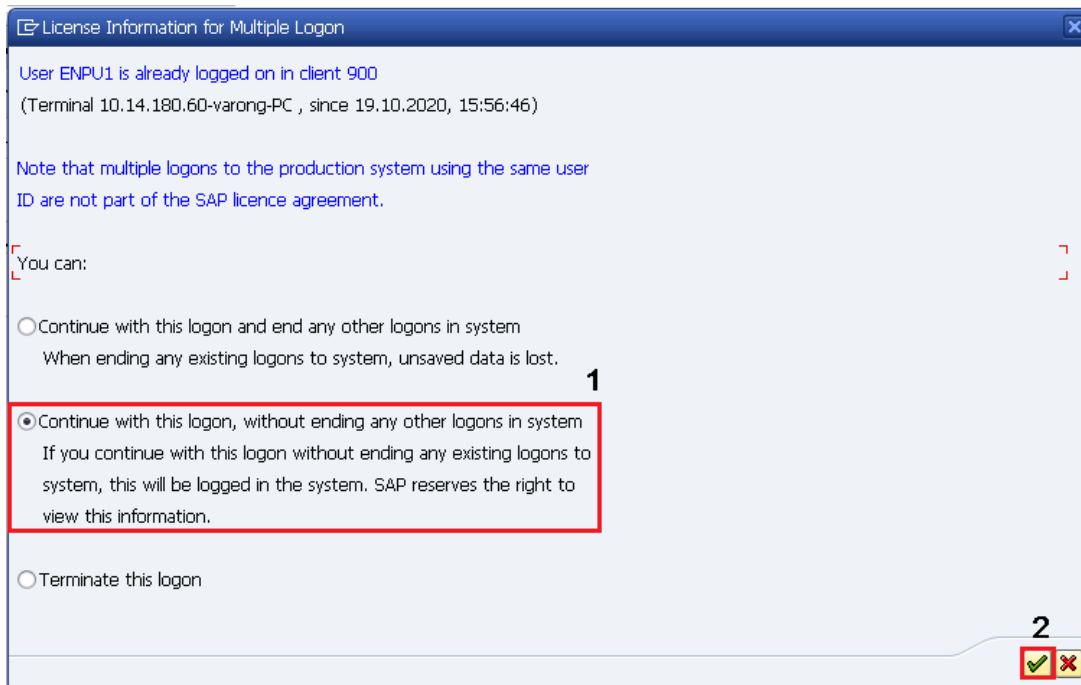 License Information for Multiple Logon
User ENPU1 is already logged on in client 900
(Terminal 10.14.180.60-varong-PC , since 19.10.2020, 15:56:46)
Note that multiple logons to the production system using the same user
ID are not part of the SAP licence agreement.
You can:
Continue with this logon and end any other logons in system
When ending any existing logons to system, unsaved data is lost.
1
Continue with this logon, without ending any other logons in system
If you continue with this logon without ending any existing logons to
system, this will be logged in the system. SAP reserves the right to
view this information.
Terminate this logon
2